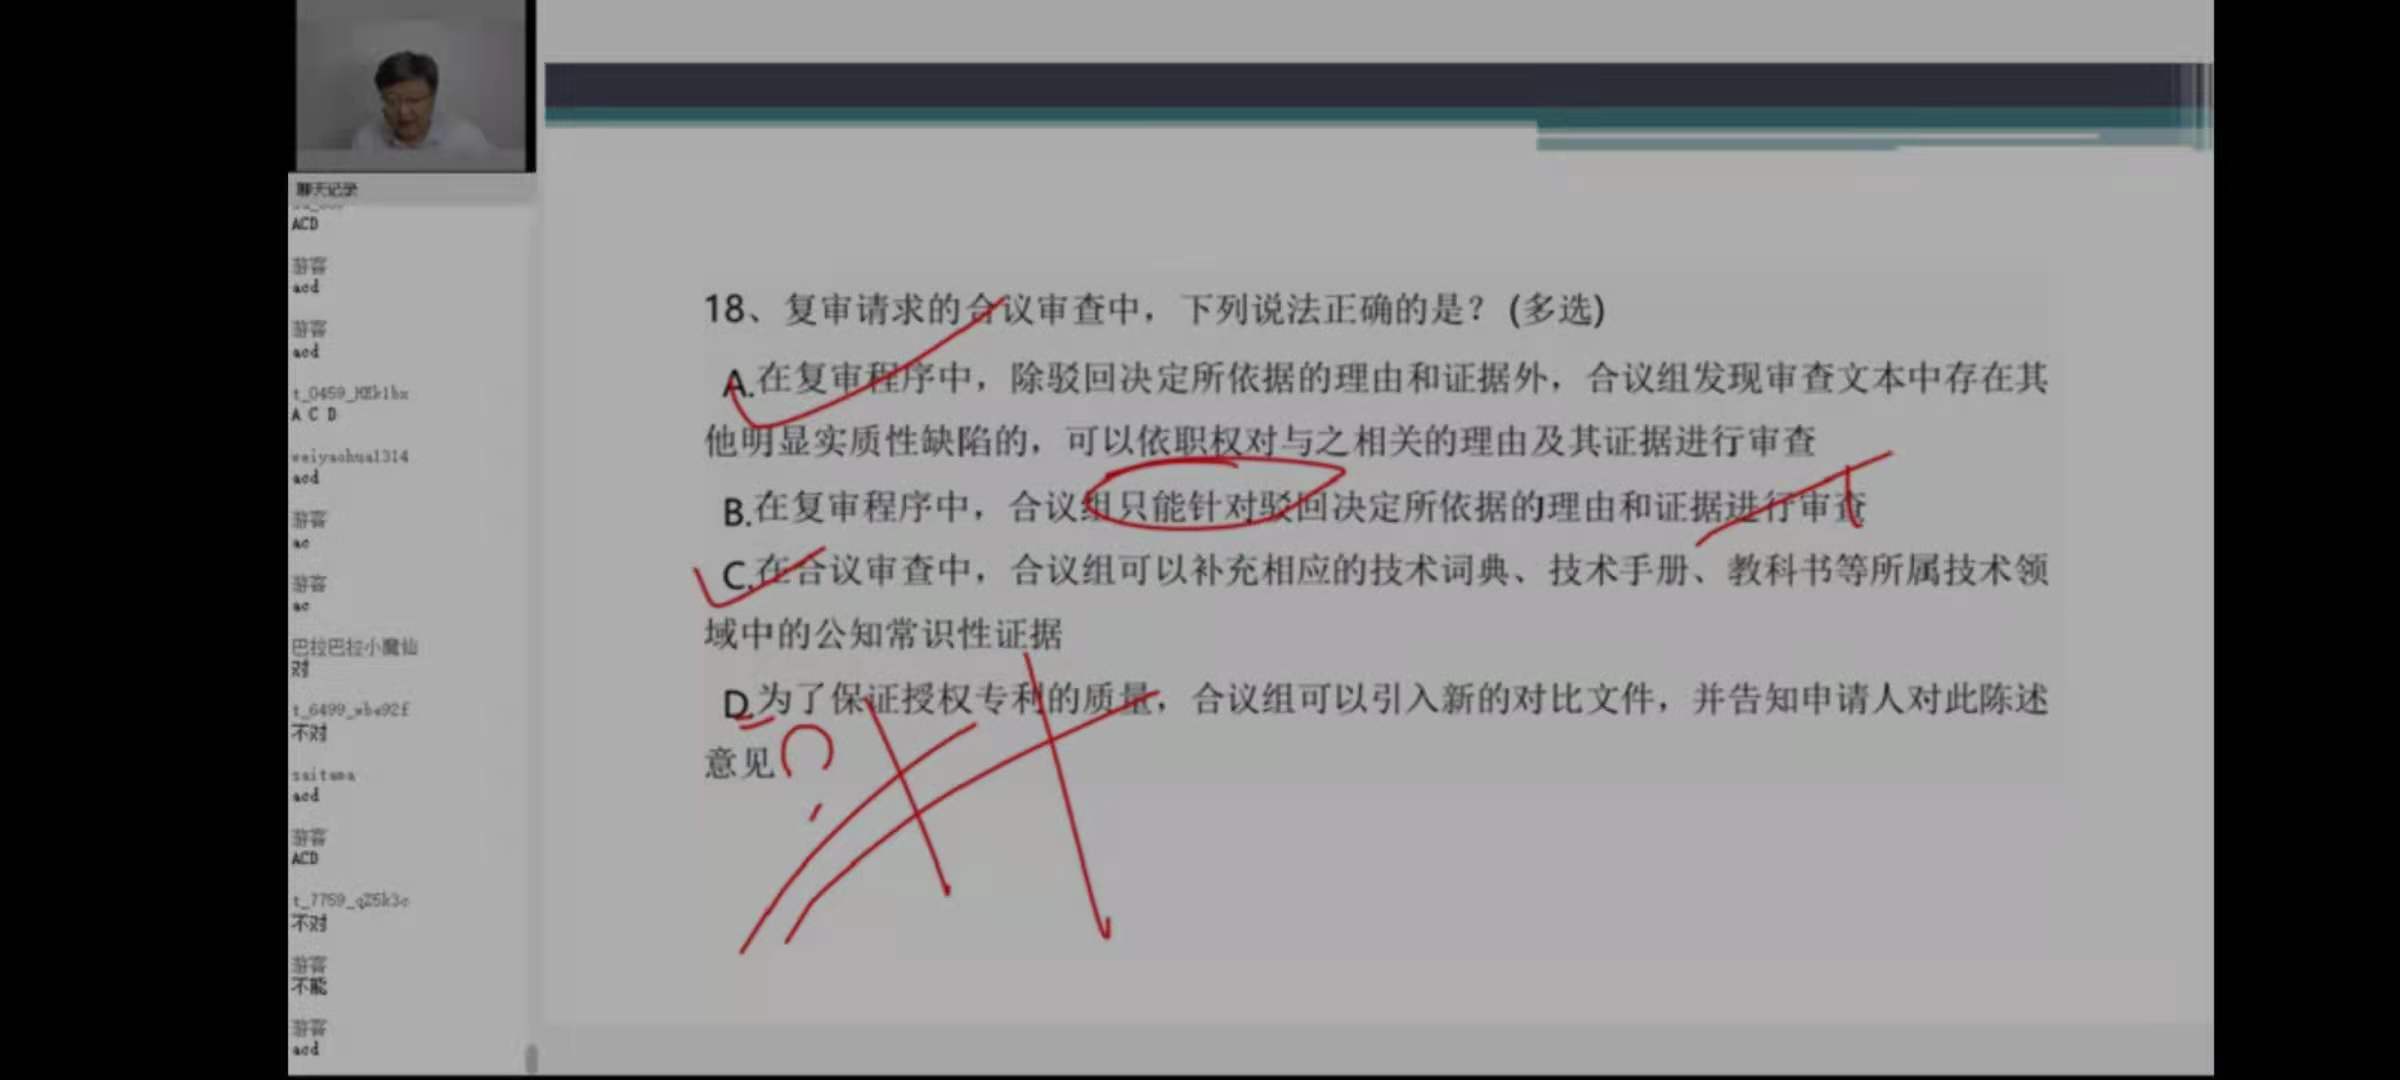 聊天记录
ACD
游客
acd
游客
acd
A C D
weiyaohua1314
acd
游客
ac
游客
ac
巴拉巴拉小魔仙
对
不对
saitama
acd
游客
ACD
不对
游客
不能
游客
acd
18、复审请求的合议审查中，下列说法正确的是？(多选)
A.在复审程序中，除驳回决定所依据的理由和证据外，合议组发现审查文本中存在其
他明显实质性缺陷的，可以依职权对与之相关的理由及其证据进行审查
B.在复审程序中，合议组只能针对驳回决定所依据的理由和证据进行审查
C.在合议审查中，合议组可以补充相应的技术词典、技术手册、教科书等所属技术领
域中的公知常识性证据
D.为了保证授权专利的质量，合议组可以引入新的对比文件，并告知申请人对此陈述
意见